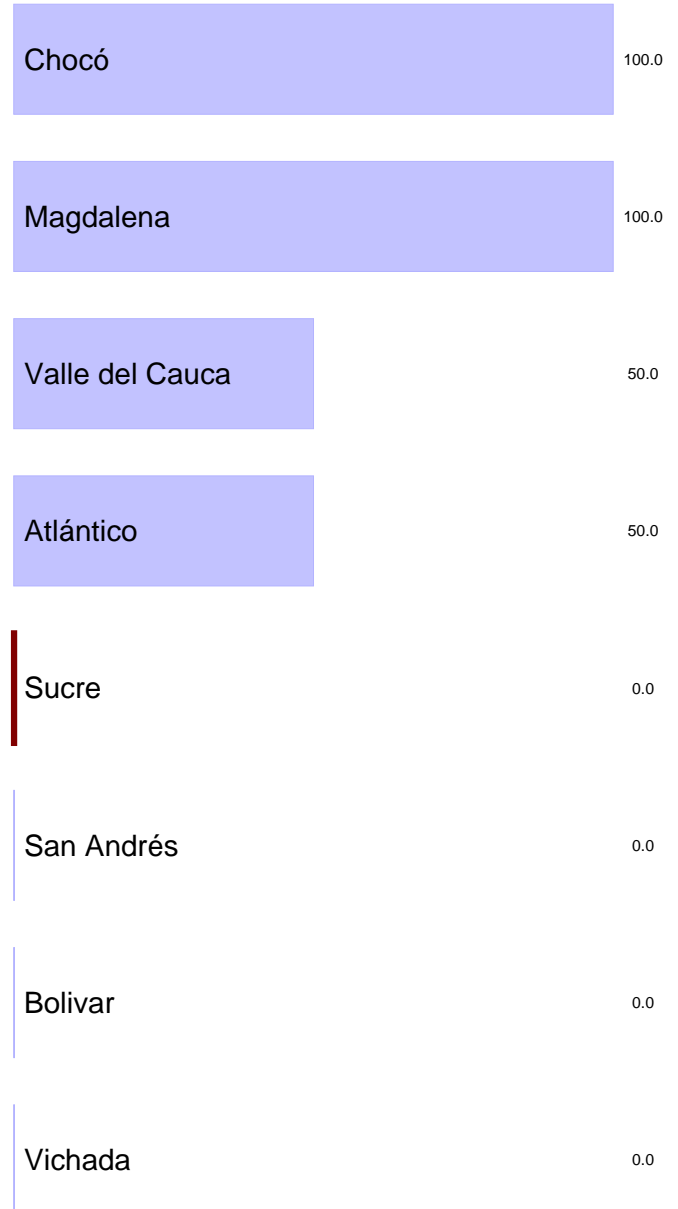 Chocó 100.0
Magdalena 100.0
Valle del Cauca 50.0
Atlántico 50.0
Sucre 0.0
San Andrés 0.0
Bolivar 0.0
Vichada 0.0